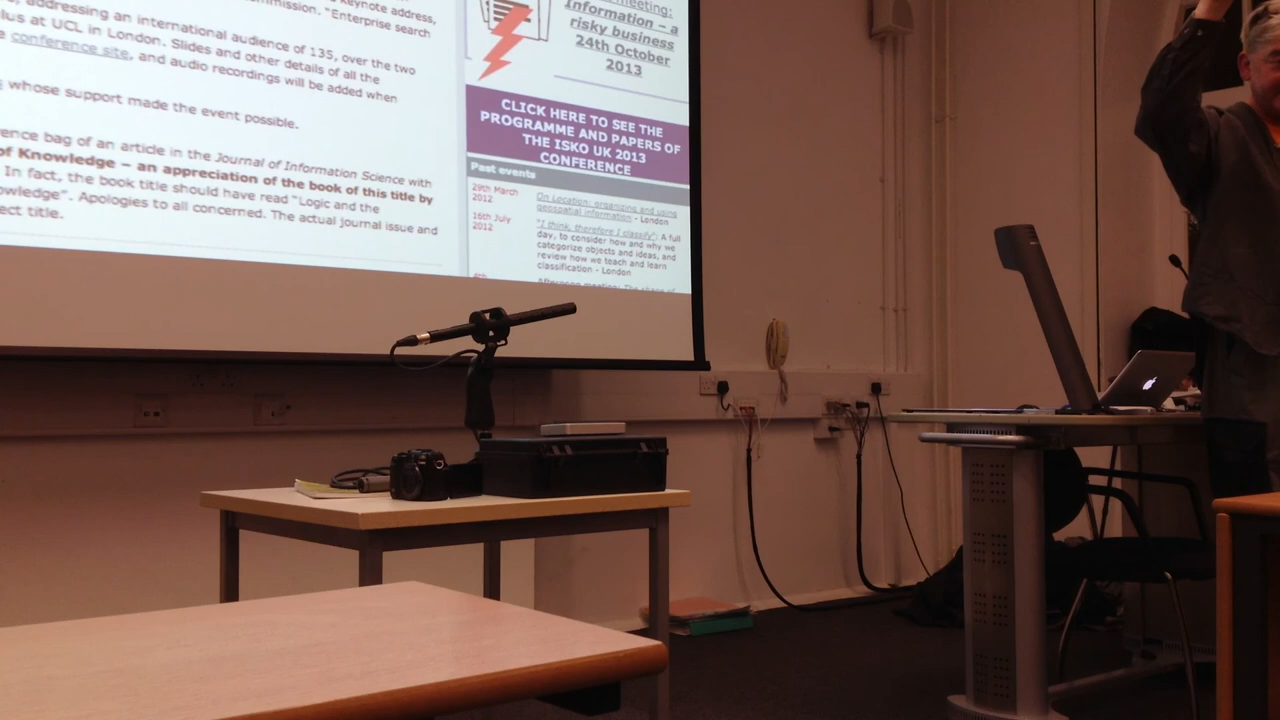 keynote address,
mmission. "Enterprise search
, addressing an international audience of 135, over the two
lus at UCL in London. Slides and other details of all the
e conference site, and audio recordings will be added when
whose support made the event possible.
rence bag of an article in the Journal of Information Science with
of Knowledge – an appreciation of the book of this title by
. In fact, the book title should have read "Logic and the
owledge". Apologies to all concerned. The actual journal issue and
ect title.
meeting:
Information – a
risky business
24th October
2013
CLICK HERE TO SEE THE
PROGRAMME AND PAPERS OF
THE ISKO UK 2013
CONFERENCE
Past events
29th March
2012
On Location: organizing and using
geospatial information - London
16th July
2012
"I think, therefore I classify": A full
day, to consider how and why we
categorize objects and ideas, and
review how we teach and learn
classification - London